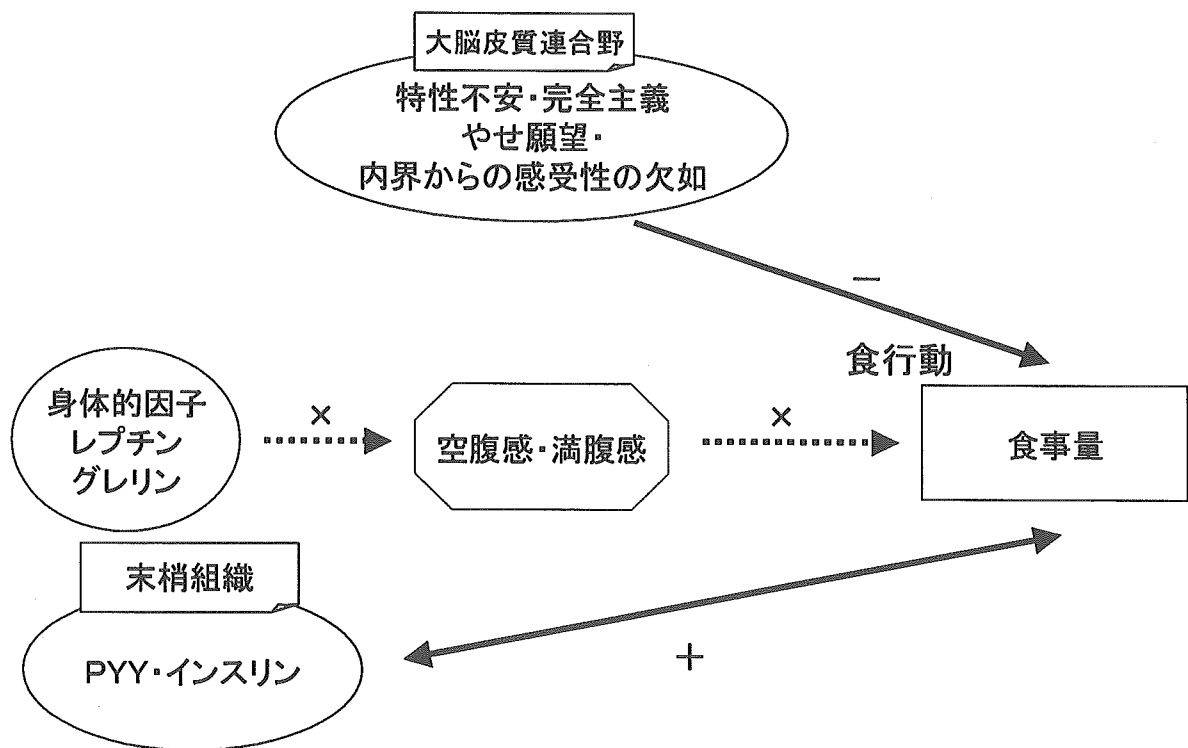 大脳皮質連合野
特性不安・完全主義
やせ願望・
内界からの感受性の欠如
−
食行動
身体的因子
レプチン
グレリン
×
空腹感・満腹感
×
食事量
末梢組織
PYY・インスリン
+